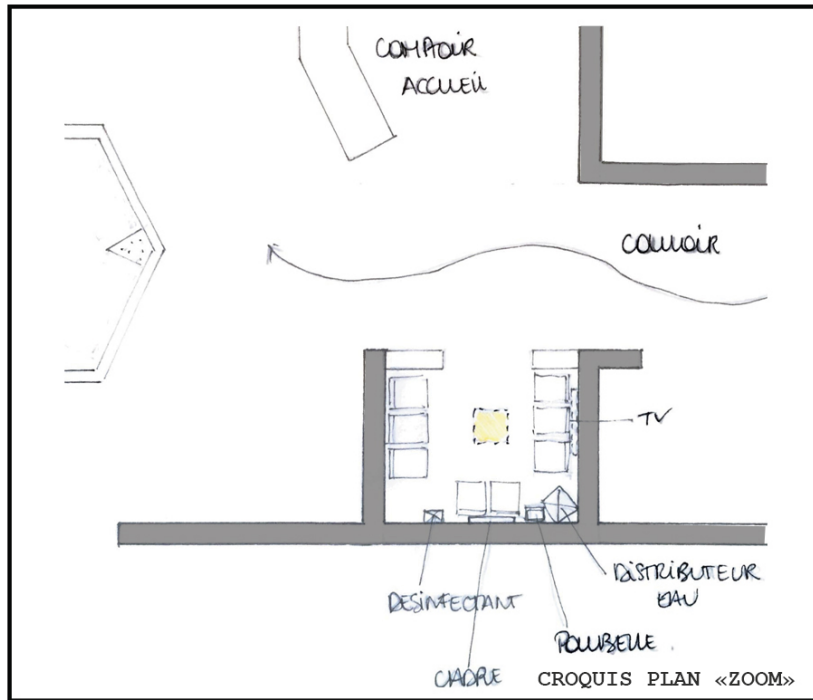 COMPTOIR
ACCUEIL
COULOIR
TV
DISTRIBUTEUR
EAU
DESINFECTANT
POUBELLE
CADRE
CROQUIS PLAN «ZOOM»